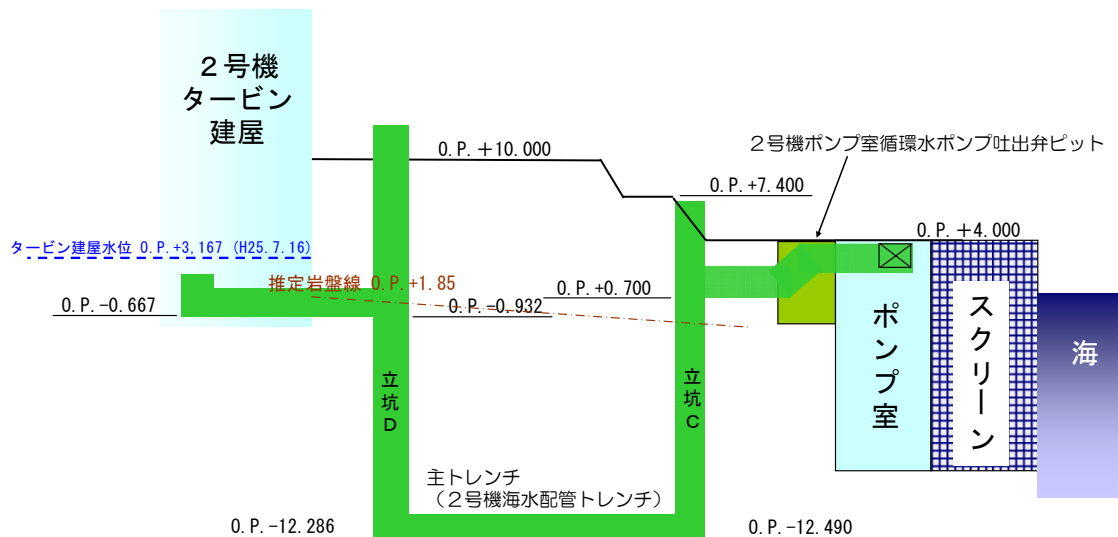 ２号機
タービン
建屋
２号機ポンプ室循環水ポンプ吐出弁ピット
O.P.＋10.000
O.P.+7.400
O.P.＋4.000
タービン建屋水位 O.P.+3,167 (H25.7.16)
推定岩盤線 O.P.+1.85
O.P.+0.700
O.P.-0.667
O.P.-0.932
ポンプ室
スクリーン
海
立坑Ｄ
立坑Ｃ
主トレンチ
（２号機海水配管トレンチ）
O.P.-12.286
O.P.-12.490